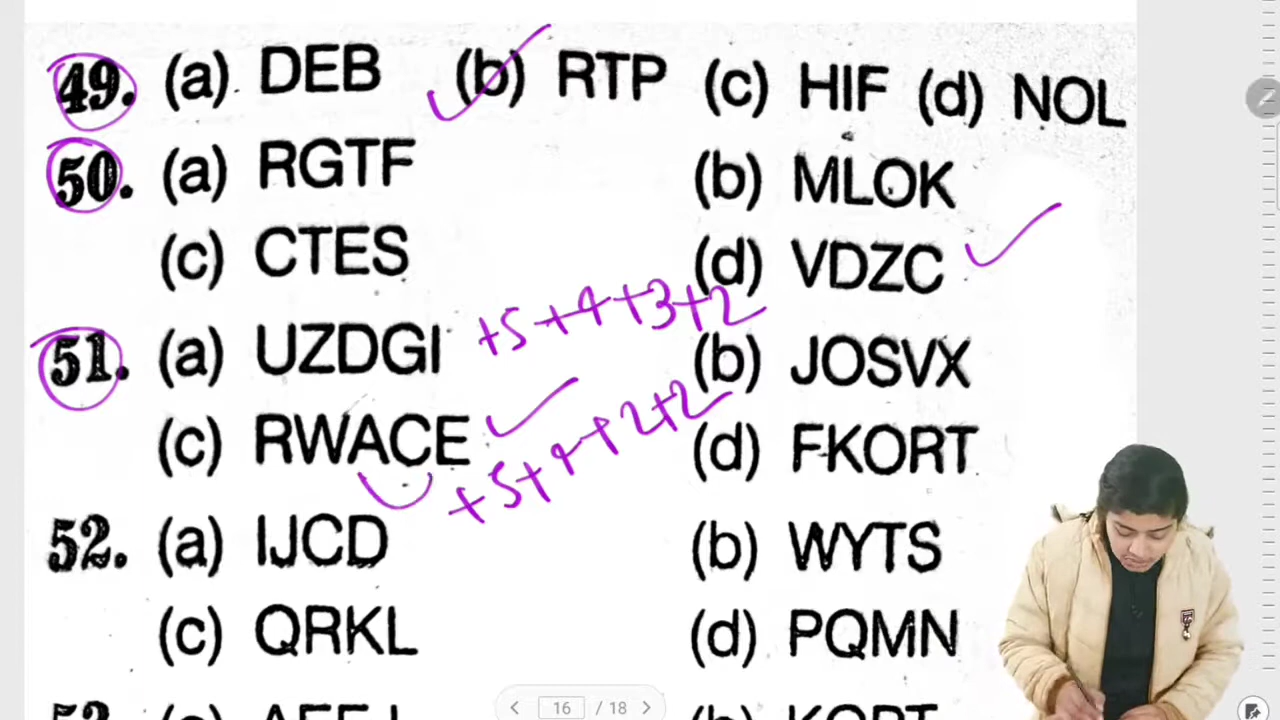 49. (a) DEB (b) RTP (c) HIF (d) NOL
50. (a) RGTF (b) MLOK
(c) CTES (d) VDZC
51. (a) UZDGI +5+4+3+2 (b) JOSVX
(c) RWACE +5+4+2+2 (d) FKORT
52. (a) IJCD (b) WYTS
(c) QRKL (d) PQMN
16 / 18